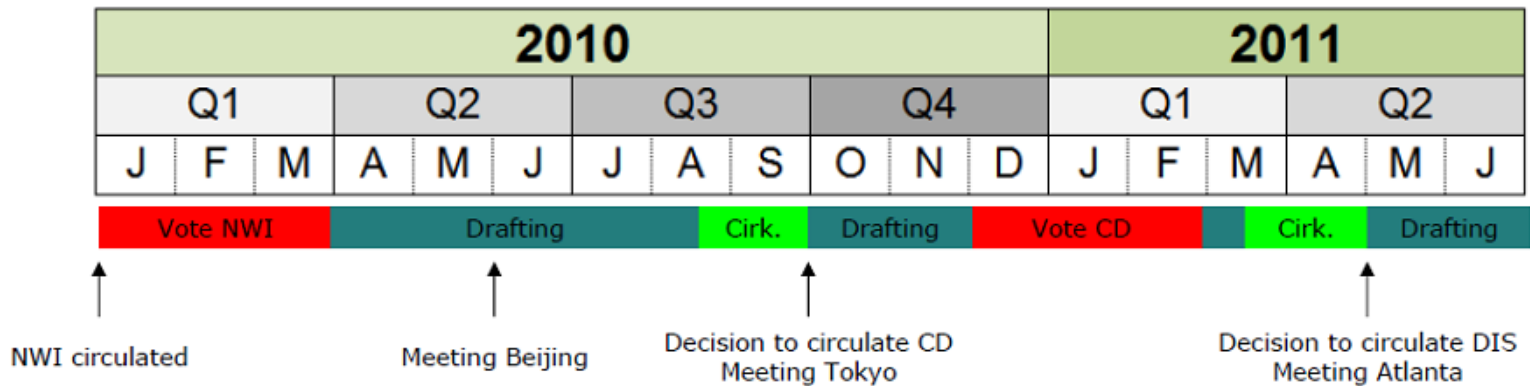 2010 2011
Q1 Q2 Q3 Q4 Q1 Q2
J F M A M J J A S O N D J F M A M J
Vote NWI Drafting Cirk. Drafting Vote CD Cirk. Drafting
NWI circulated
Meeting Beijing
Decision to circulate CD
Meeting Tokyo
Decision to circulate DIS
Meeting Atlanta